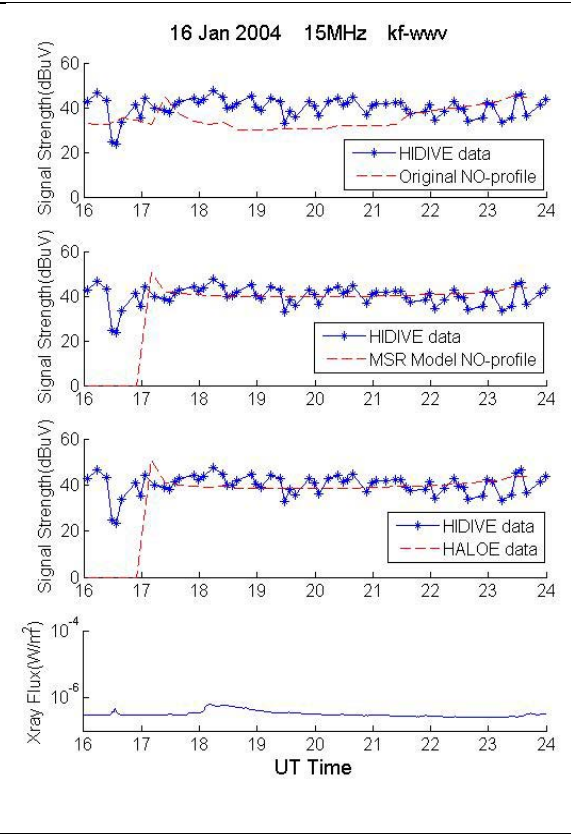 16 Jan 2004 15MHz kf-wwv
Signal Strength(dBuV)
60
40
20
0
HIDIVE data
Original NO-profile
16 17 18 19 20 21 22 23 24
Signal Strength(dBuV)
60
40
20
0
HIDIVE data
MSR Model NO-profile
16 17 18 19 20 21 22 23 24
Signal Strength(dBuV)
60
40
20
0
HIDIVE data
HALOE data
16 17 18 19 20 21 22 23 24
Xray Flux(W/m²)
10⁻⁴
10⁻⁶
16 17 18 19 20 21 22 23 24
UT Time